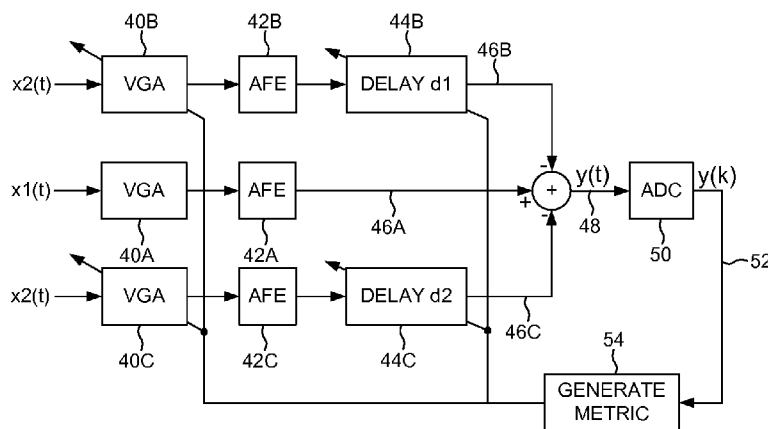 40B 42B 44B 46B
x2(t) VGA AFE DELAY d1
-
x1(t) VGA AFE + + y(t) ADC y(k)
46A 48 50 52
40A 42A -
x2(t) VGA AFE DELAY d2
46C
40C 42C 44C 54
GENERATE
METRIC